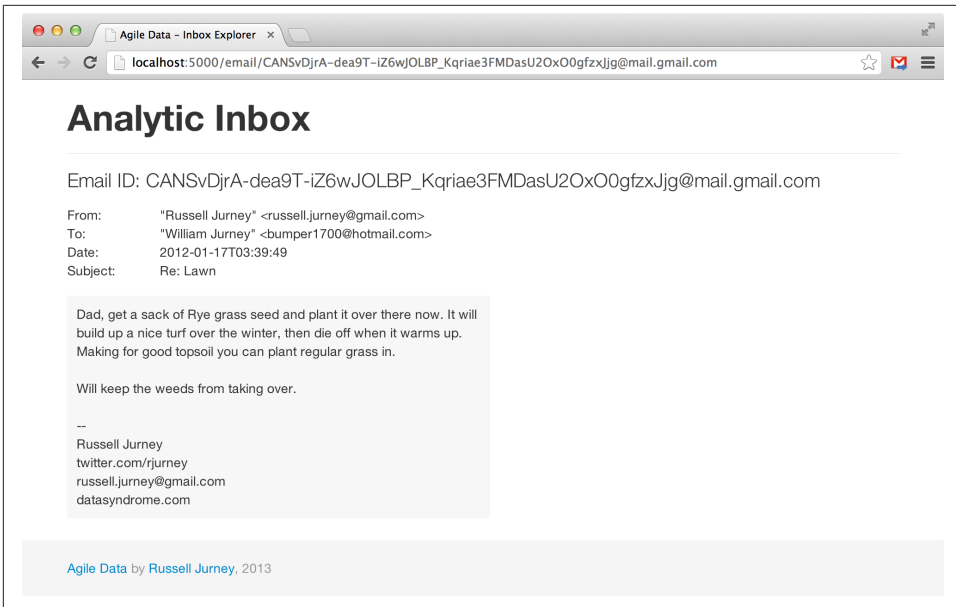 Agile Data – Inbox Explorer ×
localhost:5000/email/CANSvDjrA-dea9T-iZ6wJOLBP_Kqriae3FMDasU2OxO0gfzxJjg@mail.gmail.com
Analytic Inbox
Email ID: CANSvDjrA-dea9T-iZ6wJOLBP_Kqriae3FMDasU2OxO0gfzxJjg@mail.gmail.com
From: "Russell Jurney" <russell.jurney@gmail.com>
To: "William Jurney" <bumper1700@hotmail.com>
Date: 2012-01-17T03:39:49
Subject: Re: Lawn
Dad, get a sack of Rye grass seed and plant it over there now. It will
build up a nice turf over the winter, then die off when it warms up.
Making for good topsoil you can plant regular grass in.
Will keep the weeds from taking over.
--
Russell Jurney
twitter.com/rjurney
russell.jurney@gmail.com
datasyndrome.com
Agile Data by Russell Jurney, 2013